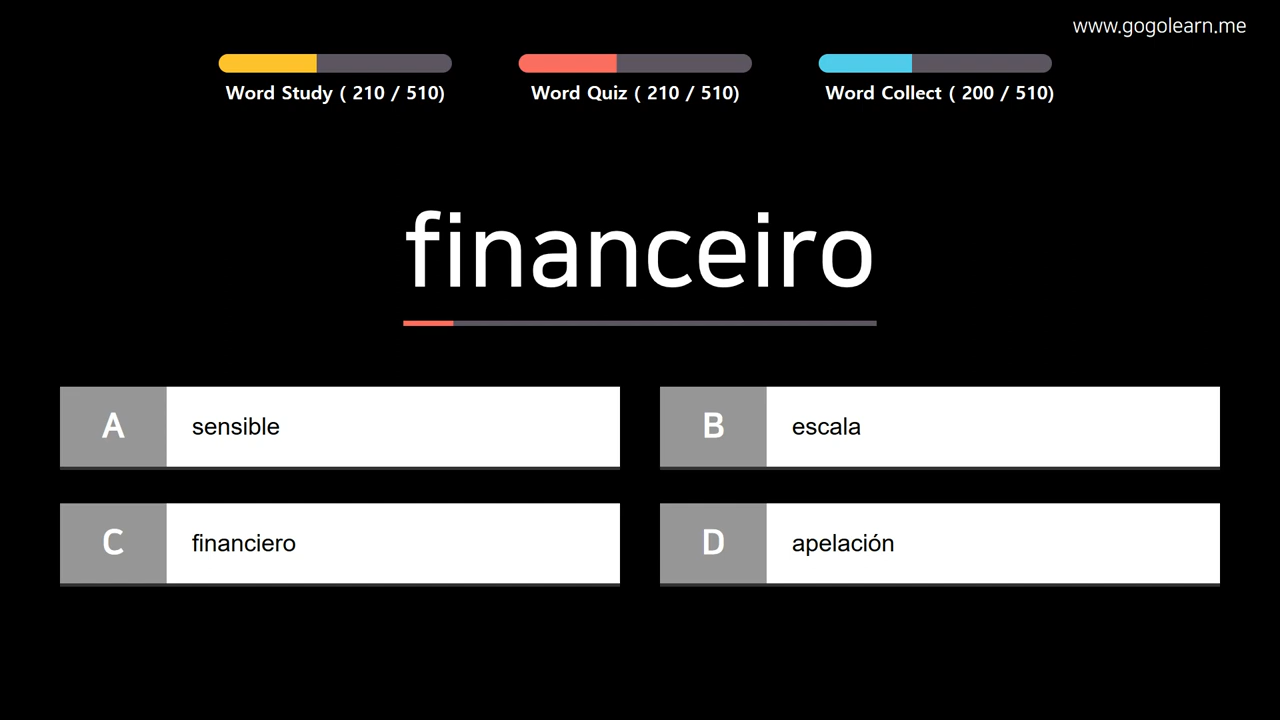 www.gogolearn.me
Word Study ( 210 / 510)
Word Quiz ( 210 / 510)
Word Collect ( 200 / 510)
financeiro
A
sensible
B
escala
C
financiero
D
apelación